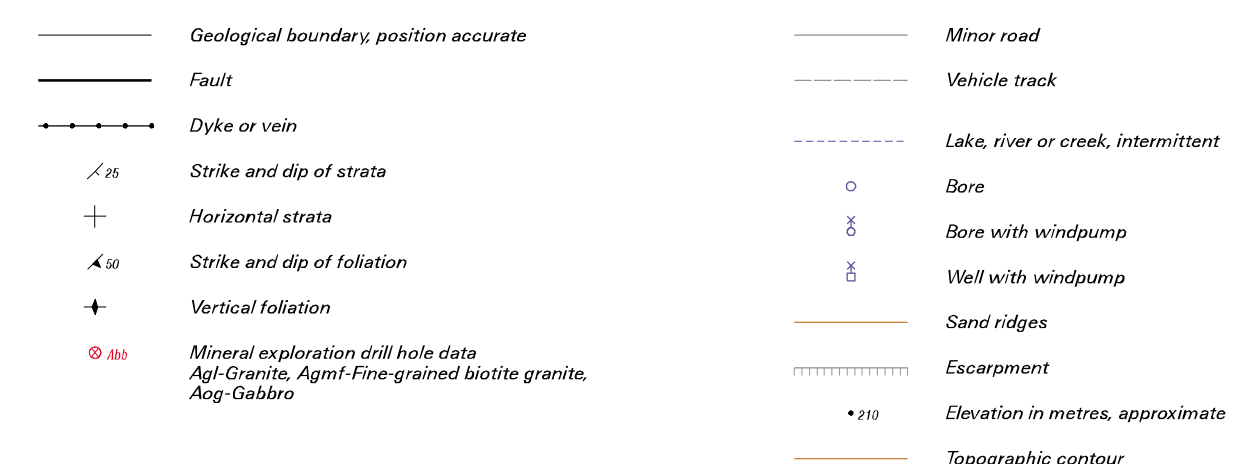 Geological boundary, position accurate
Fault
Dyke or vein
25 Strike and dip of strata
Horizontal strata
50 Strike and dip of foliation
Vertical foliation
Abb Mineral exploration drill hole data
Agl-Granite, Agmf-Fine-grained biotite granite,
Aog-Gabbro
Minor road
Vehicle track
Lake, river or creek, intermittent
Bore
Bore with windpump
Well with windpump
Sand ridges
Escarpment
210 Elevation in metres, approximate
Topographic contour